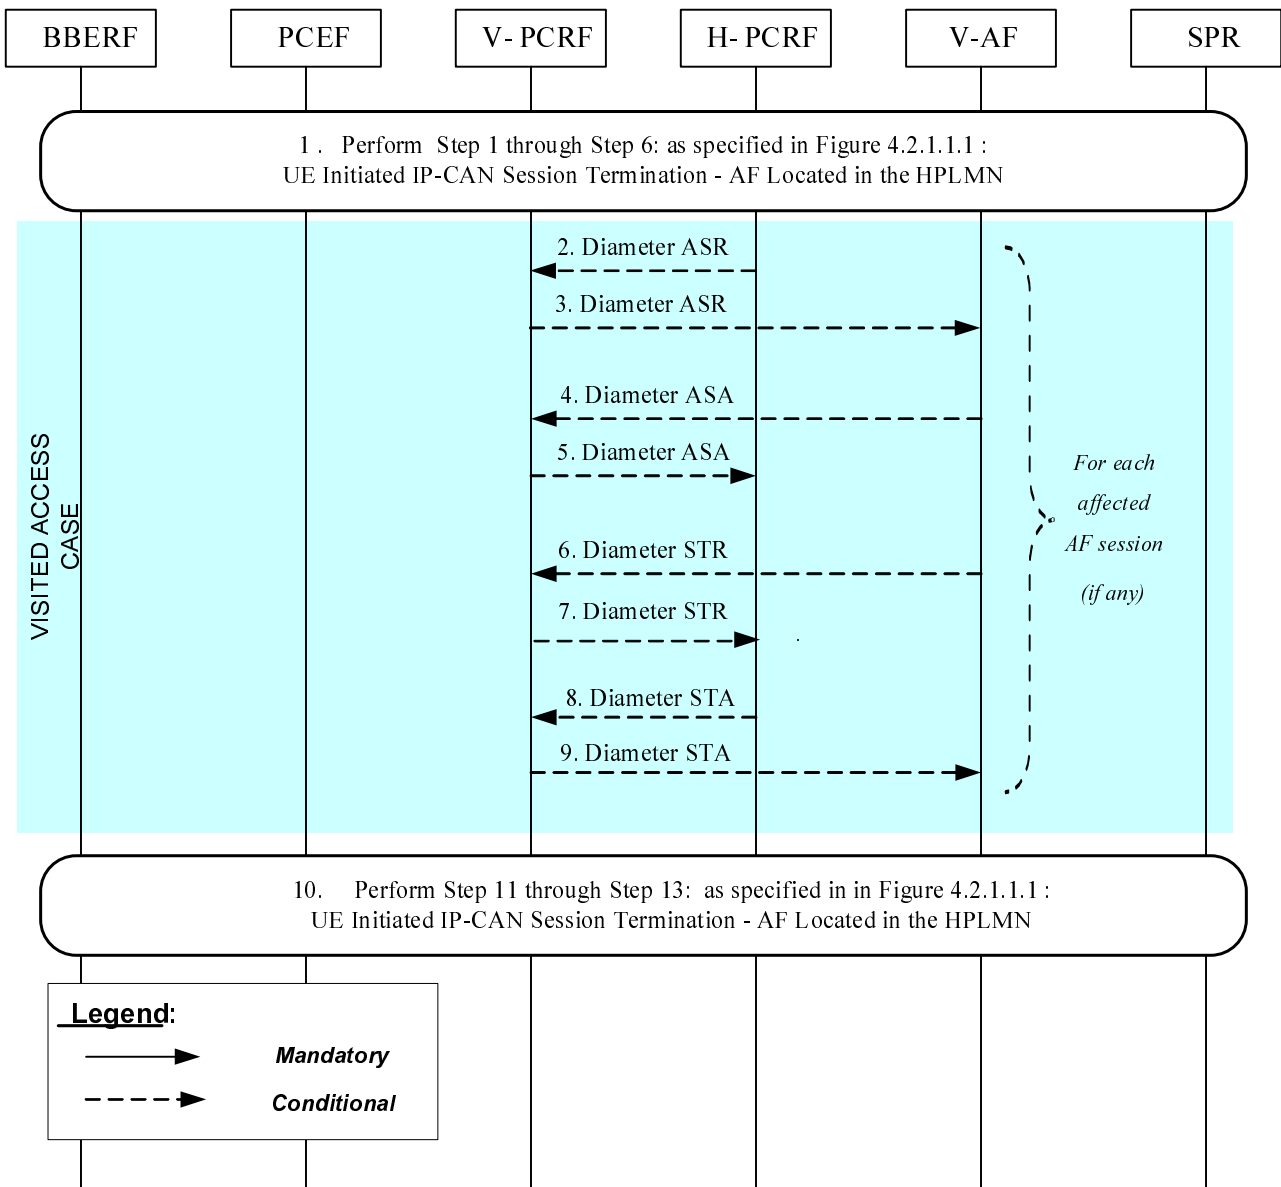 BBERF
PCEF
V- PCRF
H- PCRF
V-AF
SPR
1 . Perform Step 1 through Step 6: as specified in Figure 4.2.1.1.1 :
UE Initiated IP-CAN Session Termination - AF Located in the HPLMN
VISITED ACCESS
CASE
2. Diameter ASR
3. Diameter ASR
4. Diameter ASA
5. Diameter ASA
6. Diameter STR
7. Diameter STR
8. Diameter STA
9. Diameter STA
For each
affected
AF session
(if any)
10. Perform Step 11 through Step 13: as specified in in Figure 4.2.1.1.1 :
UE Initiated IP-CAN Session Termination - AF Located in the HPLMN
Legend:
Mandatory
Conditional